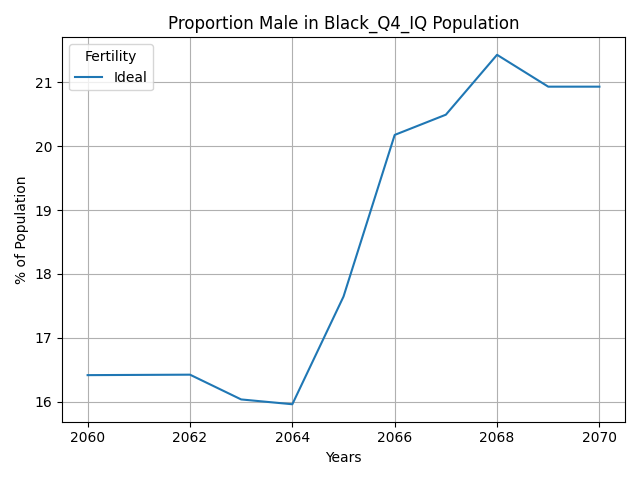 Proportion Male in Black_Q4_IQ Population
Fertility
Ideal
% of Population
21
20
19
18
17
16
2060 2062 2064 2066 2068 2070
Years